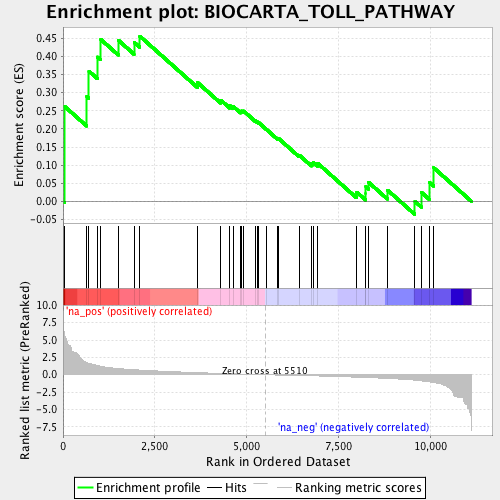 Enrichment plot: BIOCARTA_TOLL_PATHWAY
Enrichment score (ES)
0.45
0.40
0.35
0.30
0.25
0.20
0.15
0.10
0.05
0.00
-0.05
Ranked list metric (PreRanked)
10.0
7.5
5.0
2.5
0.0
-2.5
-5.0
-7.5
'na_pos' (positively correlated)
Zero cross at 5510
'na_neg' (negatively correlated)
0
2,500
5,000
7,500
10,000
Rank in Ordered Dataset
Enrichment profile
Hits
Ranking metric scores